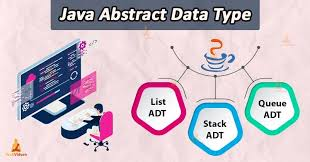 Java Abstract Data Type
List
ADT
Stack
ADT
Queue
ADT